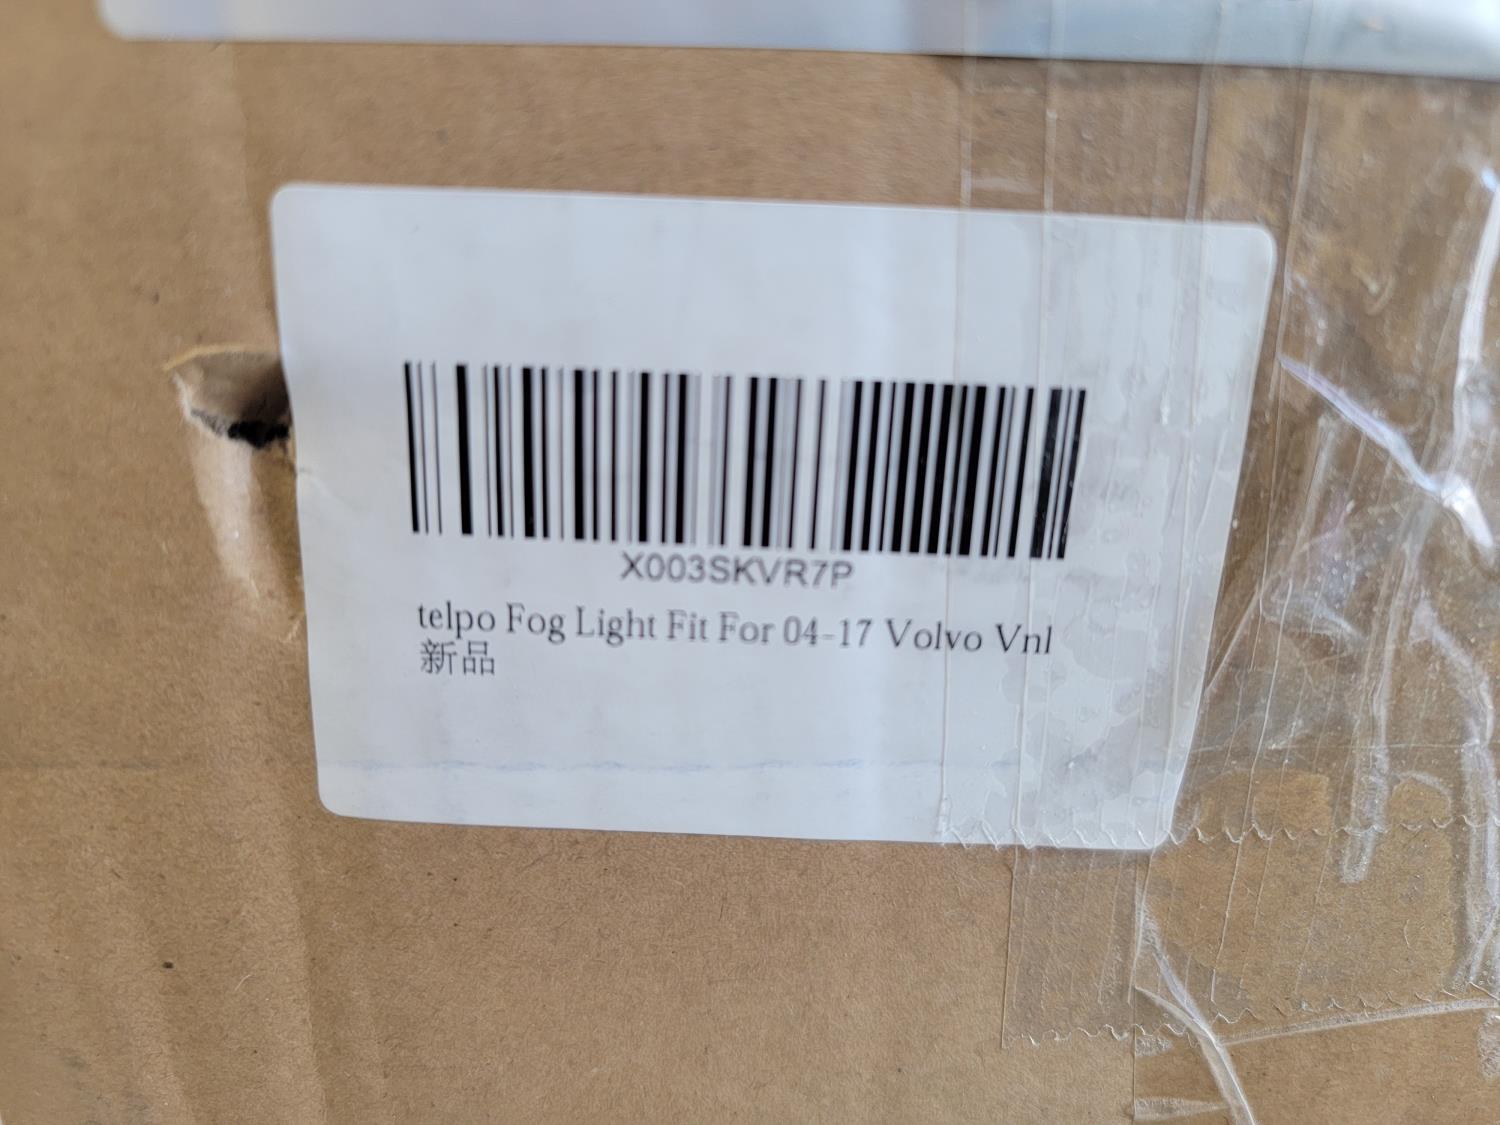 X003SKVR7P
telpo Fog Light Fit For 04-17 Volvo Vnl
新品